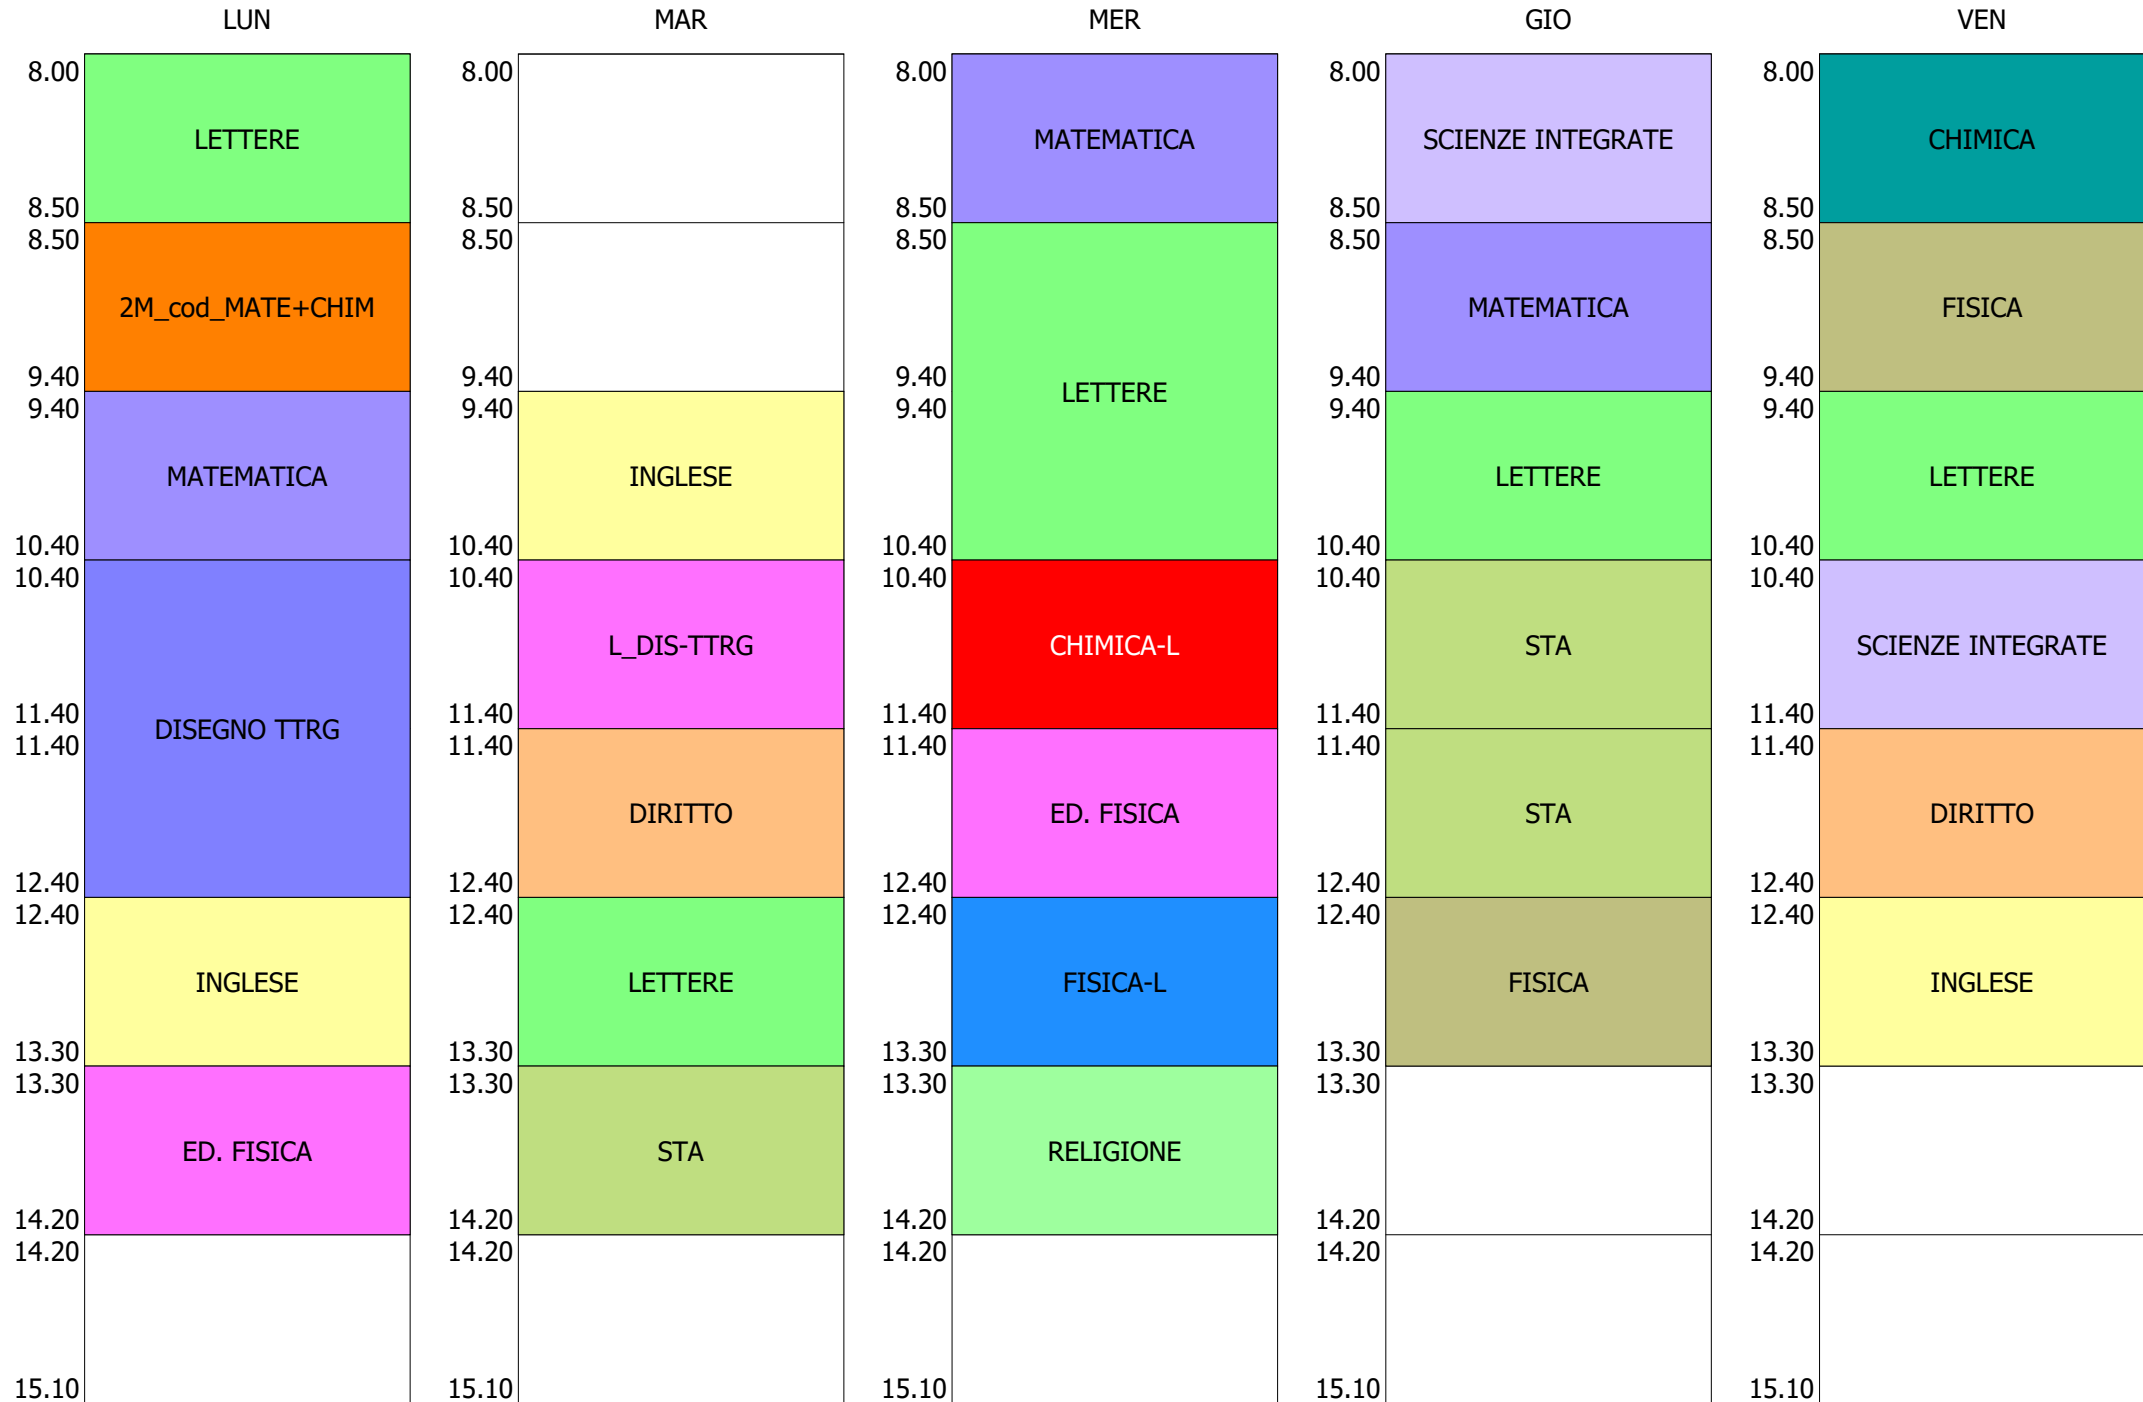 LUN
8.00
LETTERE
8.50
8.50
2M_cod_MATE+CHIM
9.40
9.40
MATEMATICA
10.40
10.40
DISEGNO TTRG
11.40
11.40
12.40
12.40
INGLESE
13.30
13.30
ED. FISICA
14.20
14.20
15.10
MAR
8.00
8.50
8.50
9.40
9.40
INGLESE
10.40
10.40
L_DIS-TTRG
11.40
11.40
DIRITTO
12.40
12.40
LETTERE
13.30
13.30
STA
14.20
14.20
15.10
MER
8.00
MATEMATICA
8.50
8.50
LETTERE
9.40
9.40
10.40
10.40
CHIMICA-L
11.40
11.40
ED. FISICA
12.40
12.40
FISICA-L
13.30
13.30
RELIGIONE
14.20
14.20
15.10
GIO
8.00
SCIENZE INTEGRATE
8.50
8.50
MATEMATICA
9.40
9.40
LETTERE
10.40
10.40
STA
11.40
11.40
STA
12.40
12.40
FISICA
13.30
13.30
14.20
14.20
15.10
VEN
8.00
CHIMICA
8.50
8.50
FISICA
9.40
9.40
LETTERE
10.40
10.40
SCIENZE INTEGRATE
11.40
11.40
DIRITTO
12.40
12.40
INGLESE
13.30
13.30
14.20
14.20
15.10